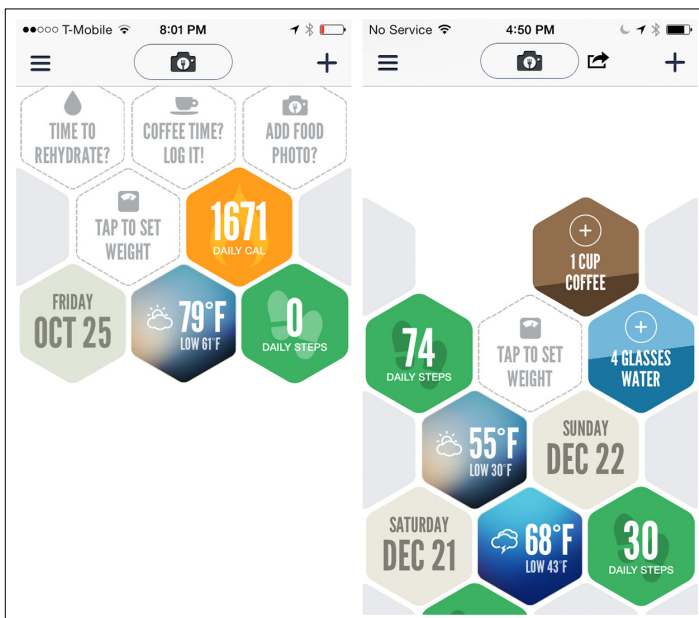 T-Mobile 8:01 PM
TIME TO
REHYDRATE?
COFFEE TIME?
LOG IT!
ADD FOOD
PHOTO?
TAP TO SET
WEIGHT
1671
DAILY CAL
FRIDAY
OCT 25
79°F
LOW 61°F
0
DAILY STEPS
No Service 4:50 PM
1 CUP
COFFEE
74
DAILY STEPS
TAP TO SET
WEIGHT
4 GLASSES
WATER
55°F
LOW 30°F
SUNDAY
DEC 22
SATURDAY
DEC 21
68°F
LOW 43°F
30
DAILY STEPS